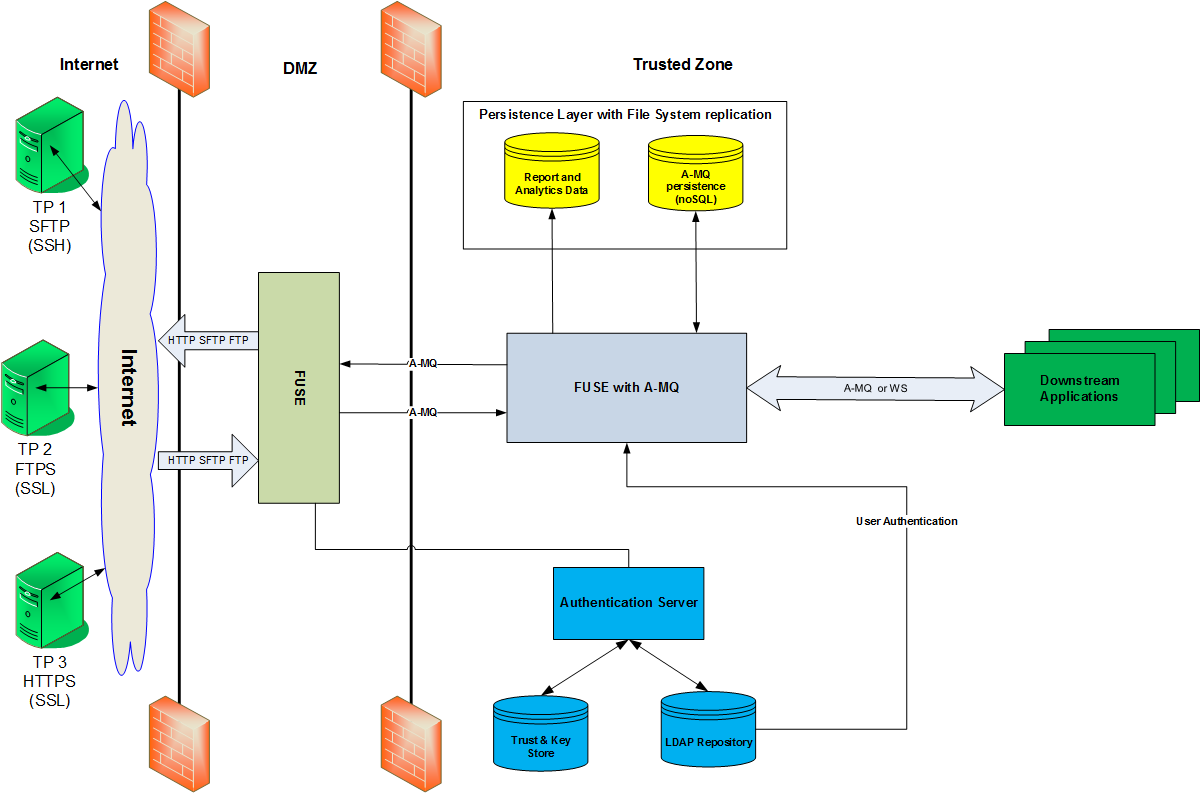 Internet
DMZ
Trusted Zone
Persistence Layer with File System replication
Report and
Analytics Data
A-MQ
persistence
(noSQL)
TP 1
SFTP
(SSH)
Internet
HTTP SFTP FTP
FUSE
A-MQ
FUSE with A-MQ
A-MQ or WS
Downstream
Applications
A-MQ
TP 2
FTPS
(SSL)
HTTP SFTP FTP
User Authentication
Authentication Server
TP 3
HTTPS
(SSL)
Trust & Key
Store
LDAP Repository